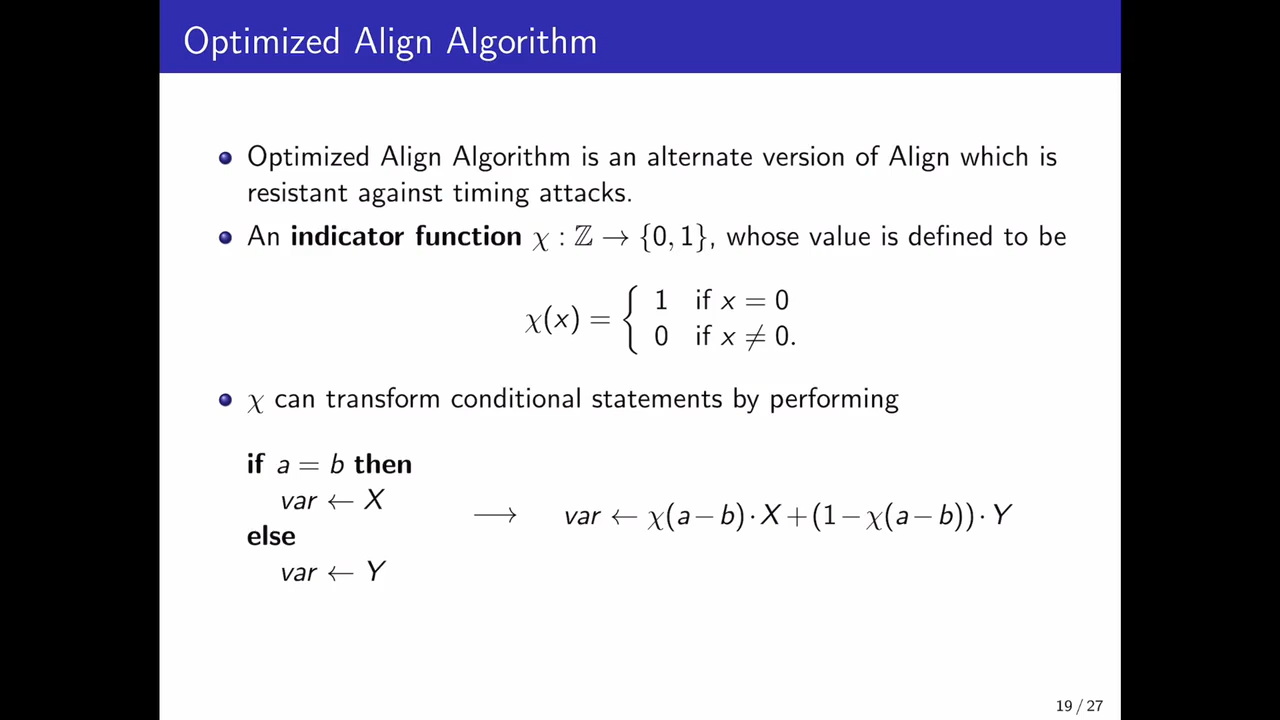 Optimized Align Algorithm
Optimized Align Algorithm is an alternate version of Align which is
resistant against timing attacks.
An indicator function χ : ℤ → {0, 1}, whose value is defined to be
χ(x) = { 1 if x = 0
0 if x ≠ 0.
χ can transform conditional statements by performing
if a = b then
var ← X
else
var ← Y
⟶ var ← χ(a−b)·X+(1−χ(a−b))·Y
19 / 27